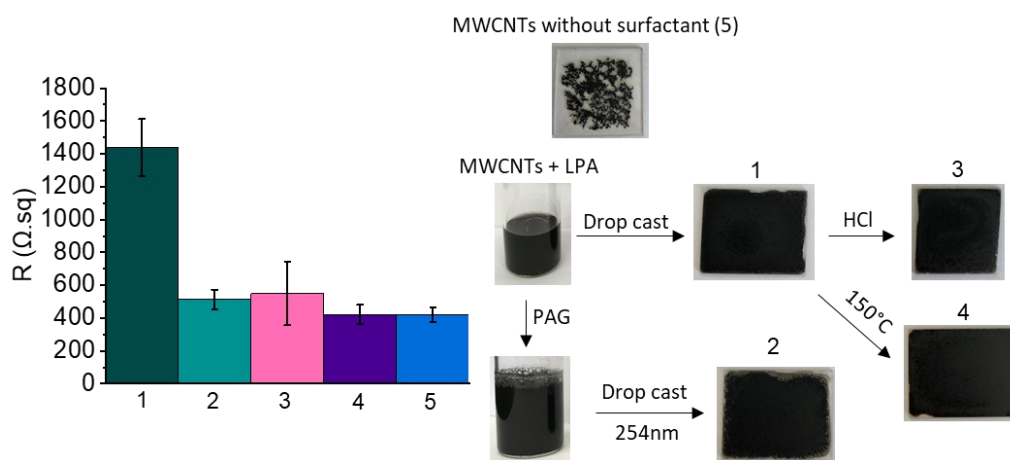 MWCNTs without surfactant (5)
1800
1600
1400
1200
1000
800
600
400
200
0
R (Ω.sq)
1 2 3 4 5
MWCNTs + LPA
Drop cast
1
HCl
3
150°C
4
PAG
Drop cast
254nm
2